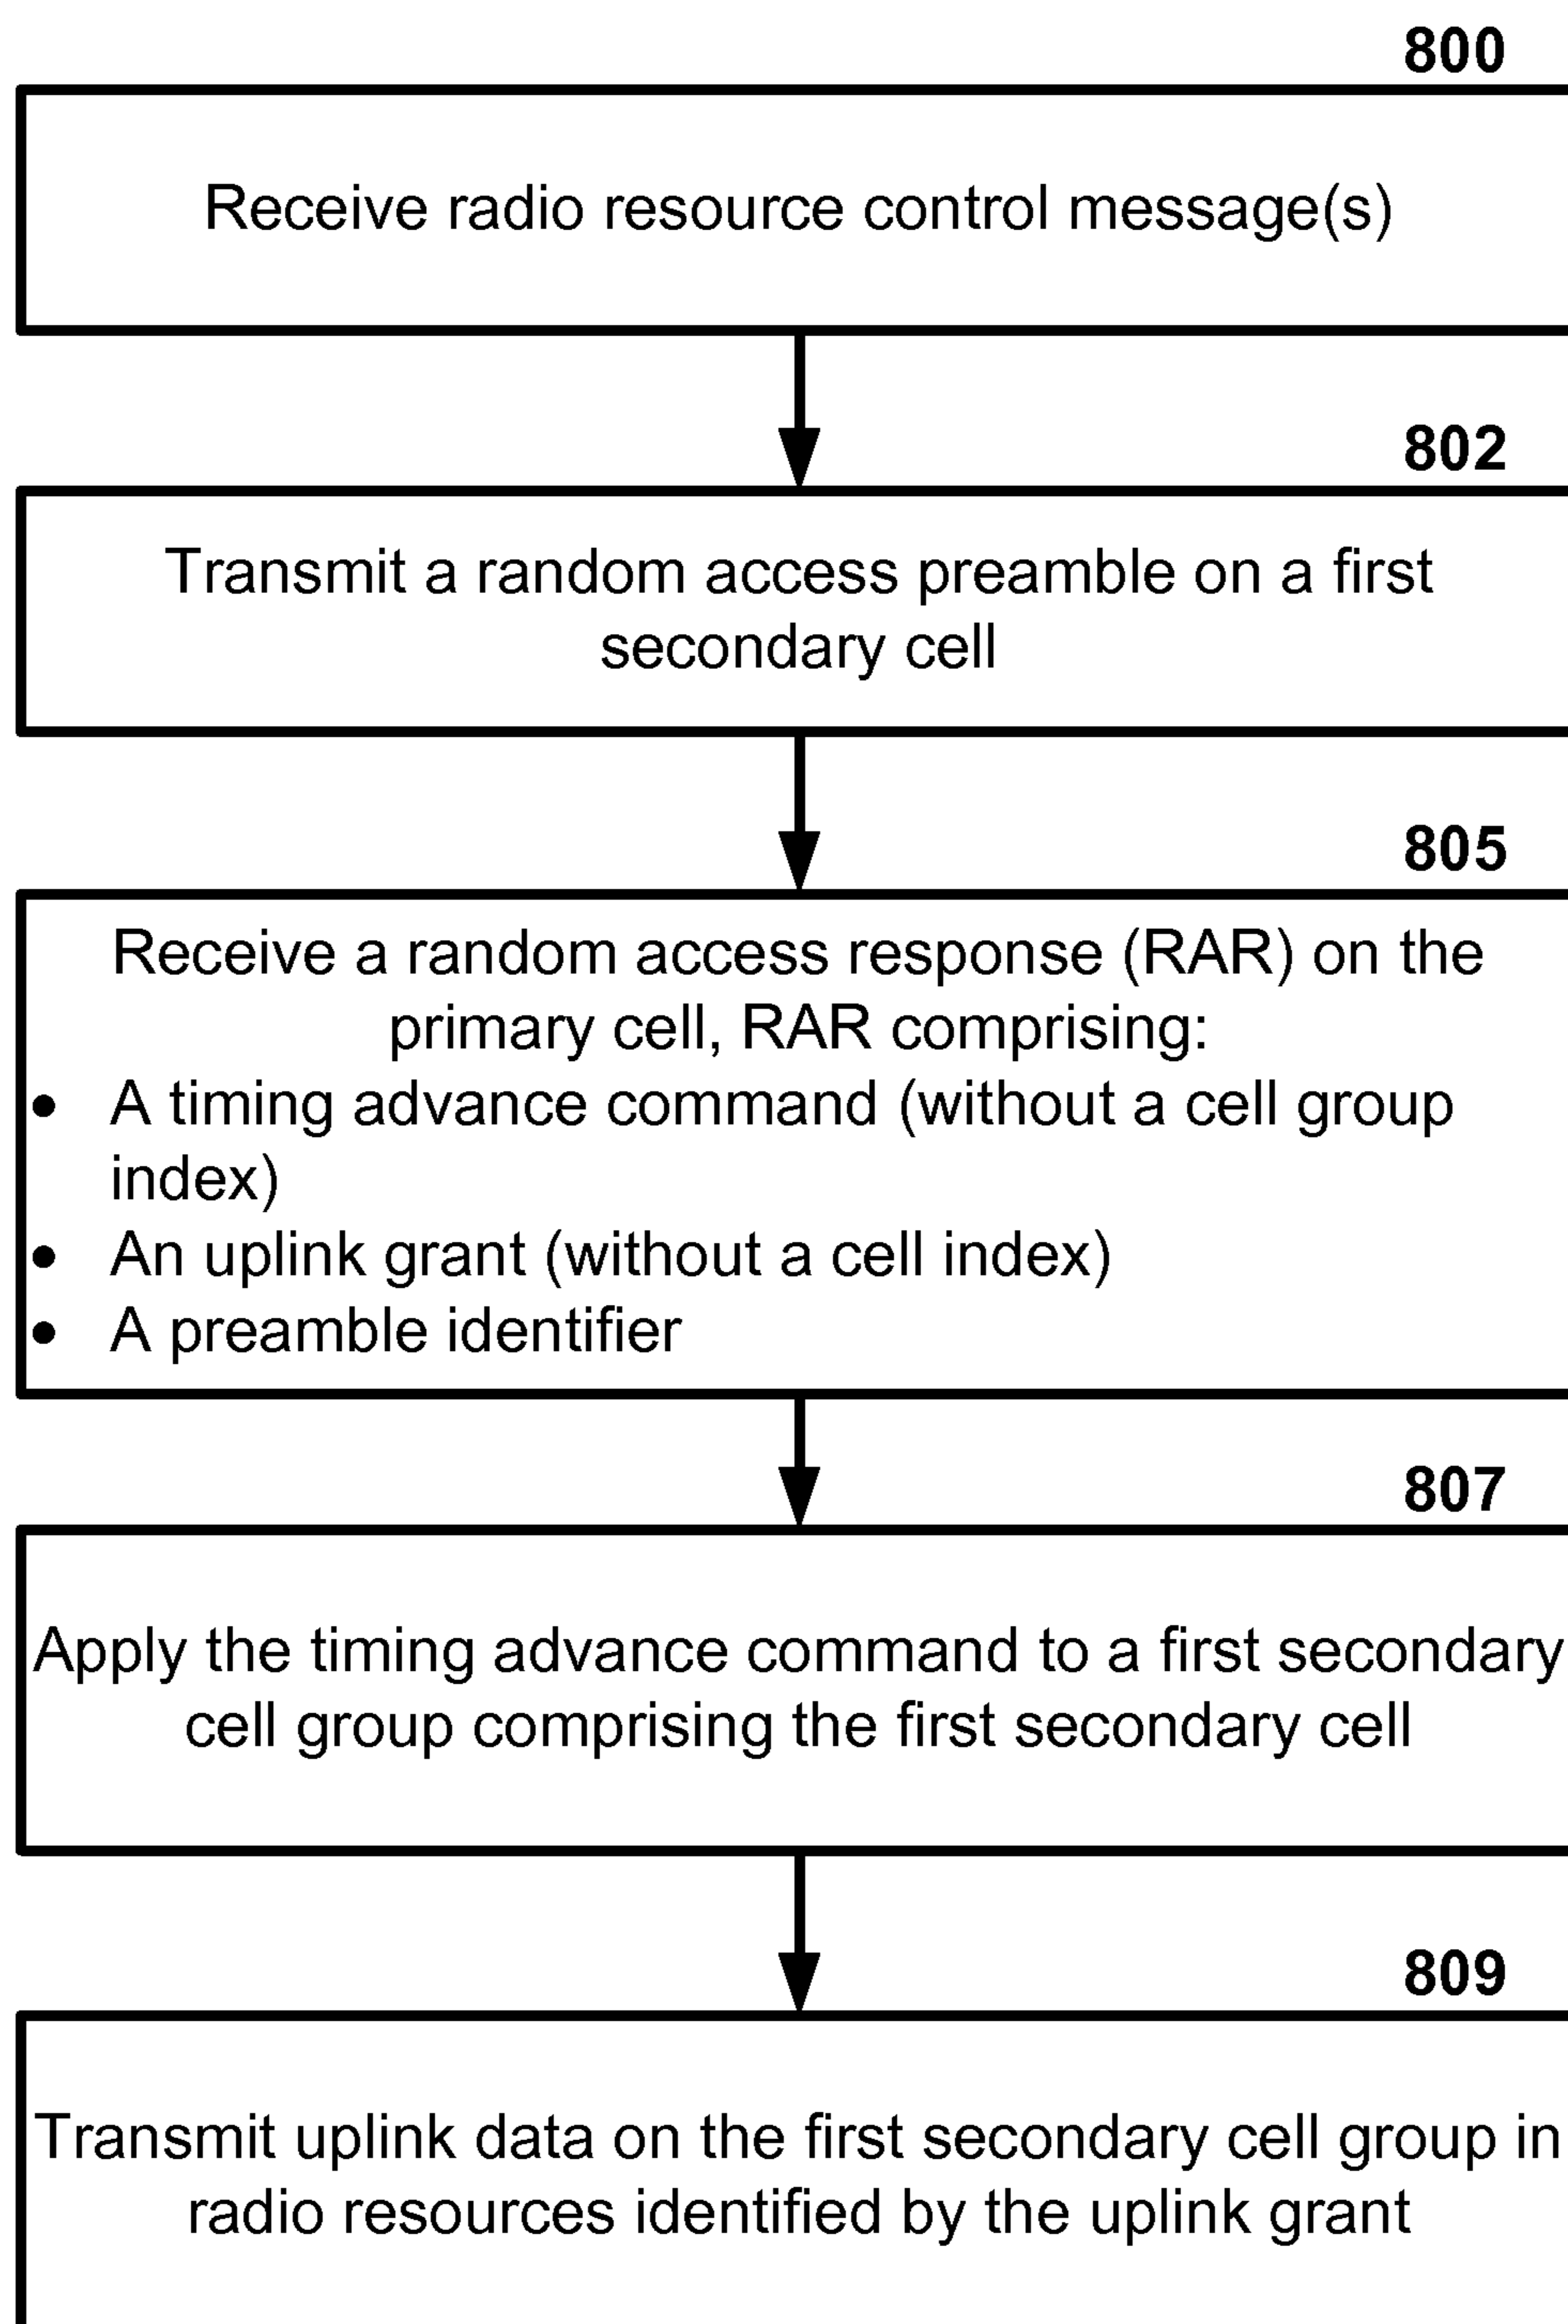 800
Receive radio resource control message(s)
802
Transmit a random access preamble on a first
secondary cell
805
Receive a random access response (RAR) on the
primary cell, RAR comprising:
• A timing advance command (without a cell group
index)
• An uplink grant (without a cell index)
• A preamble identifier
807
Apply the timing advance command to a first secondary
cell group comprising the first secondary cell
809
Transmit uplink data on the first secondary cell group in
radio resources identified by the uplink grant